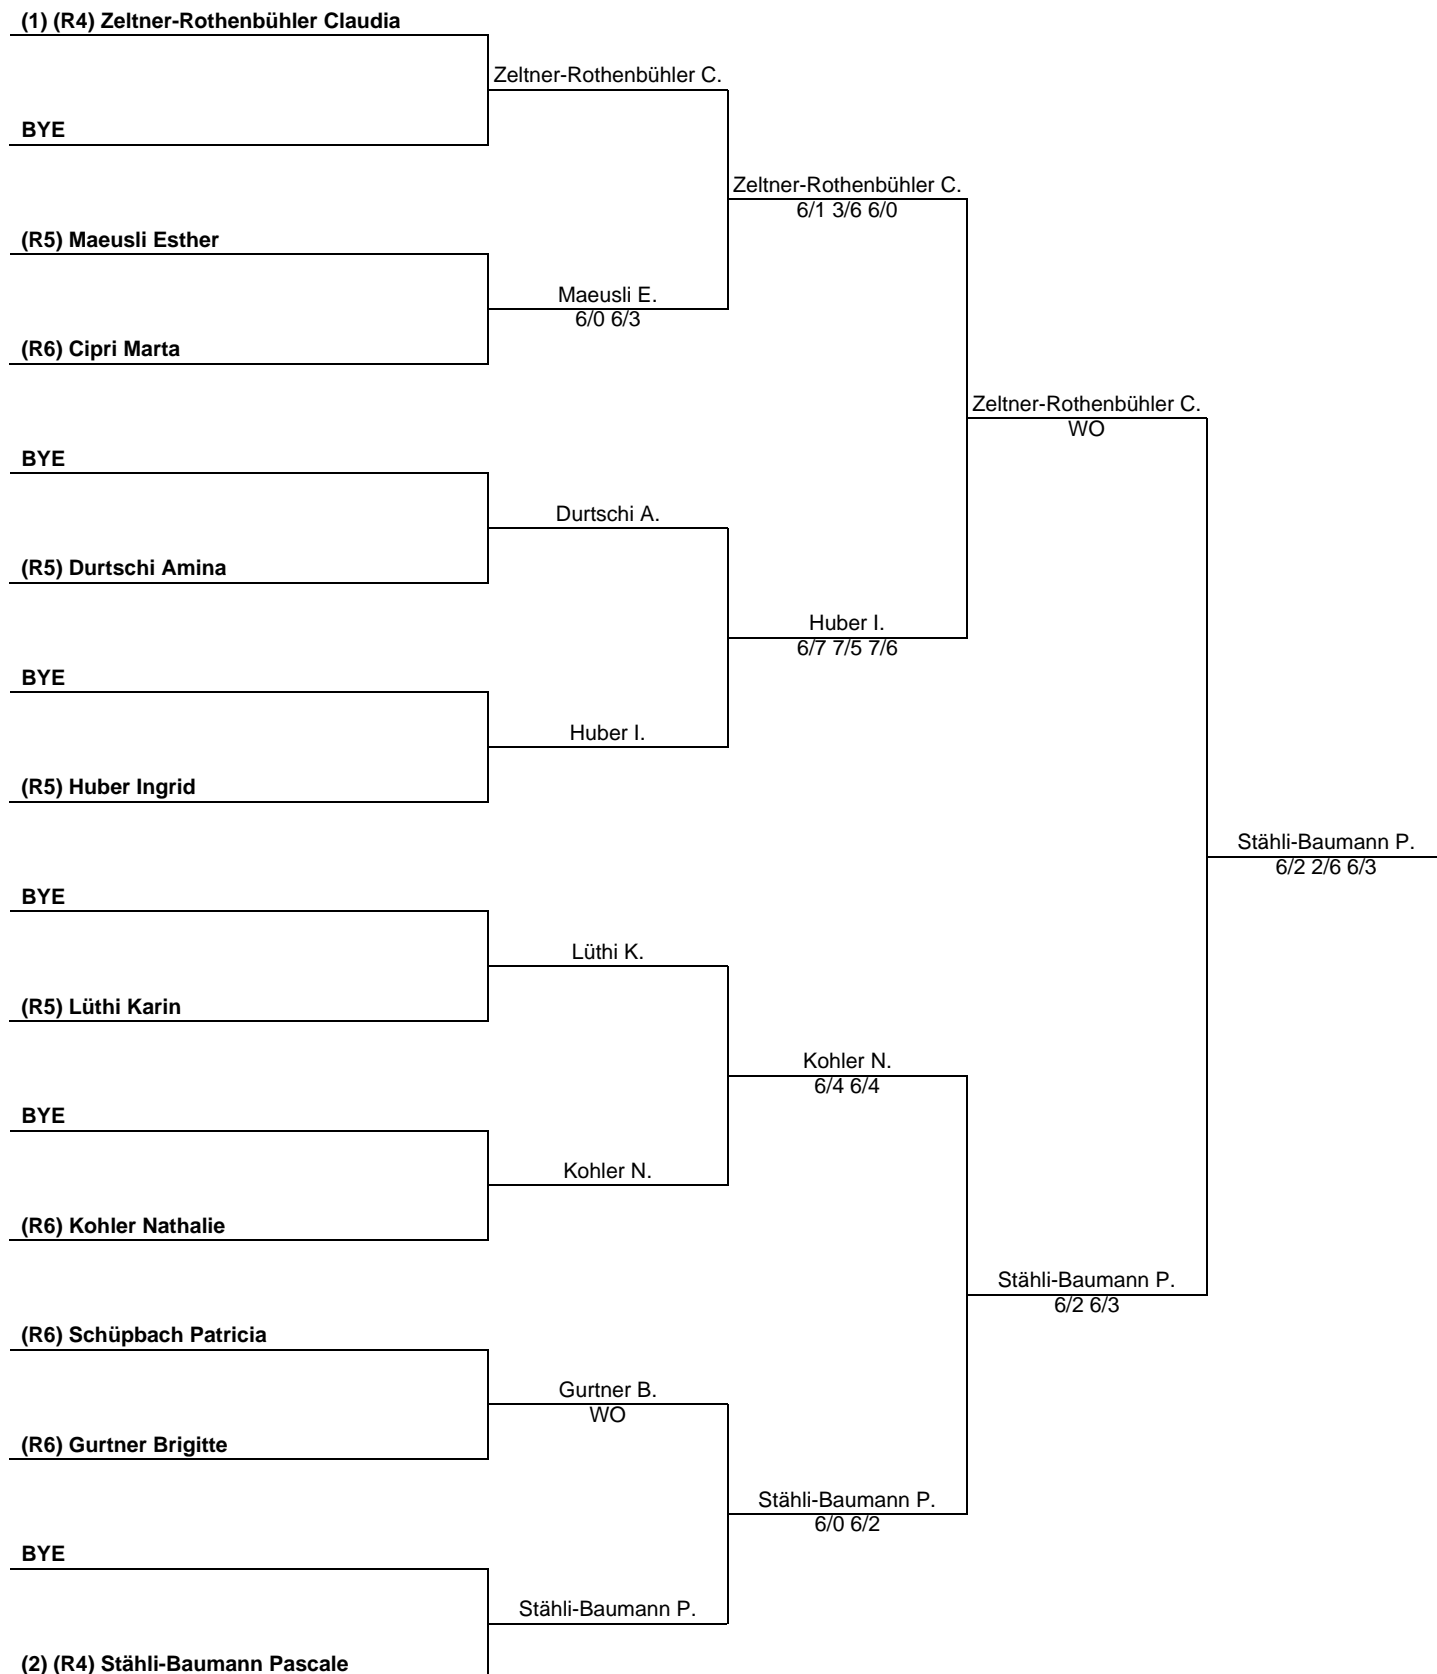 (1) (R4) Zeltner-Rothenbühler Claudia
Zeltner-Rothenbühler C.
BYE
Zeltner-Rothenbühler C.
6/1 3/6 6/0
(R5) Maeusli Esther
Maeusli E.
6/0 6/3
(R6) Cipri Marta
Zeltner-Rothenbühler C.
WO
BYE
Durtschi A.
(R5) Durtschi Amina
Huber I.
6/7 7/5 7/6
BYE
Huber I.
(R5) Huber Ingrid
Stähli-Baumann P.
6/2 2/6 6/3
BYE
Lüthi K.
(R5) Lüthi Karin
Kohler N.
6/4 6/4
BYE
Kohler N.
(R6) Kohler Nathalie
Stähli-Baumann P.
6/2 6/3
(R6) Schüpbach Patricia
Gurtner B.
WO
(R6) Gurtner Brigitte
Stähli-Baumann P.
6/0 6/2
BYE
Stähli-Baumann P.
(2) (R4) Stähli-Baumann Pascale